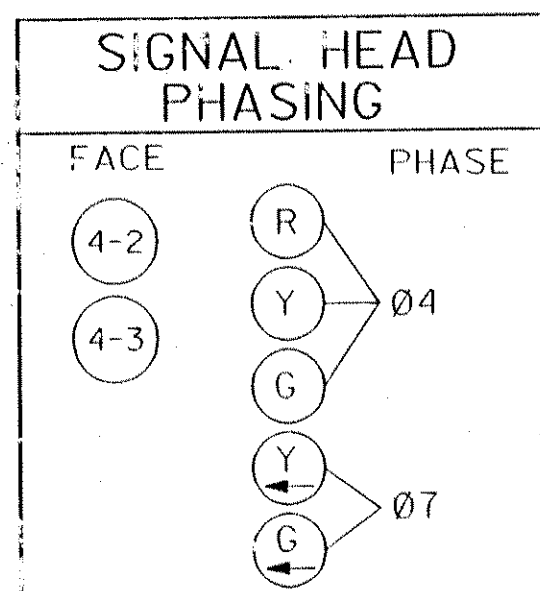 SIGNAL HEAD
PHASING
FACE PHASE
4-2
4-3
R
Y
G
Ø4
Y
G
Ø7